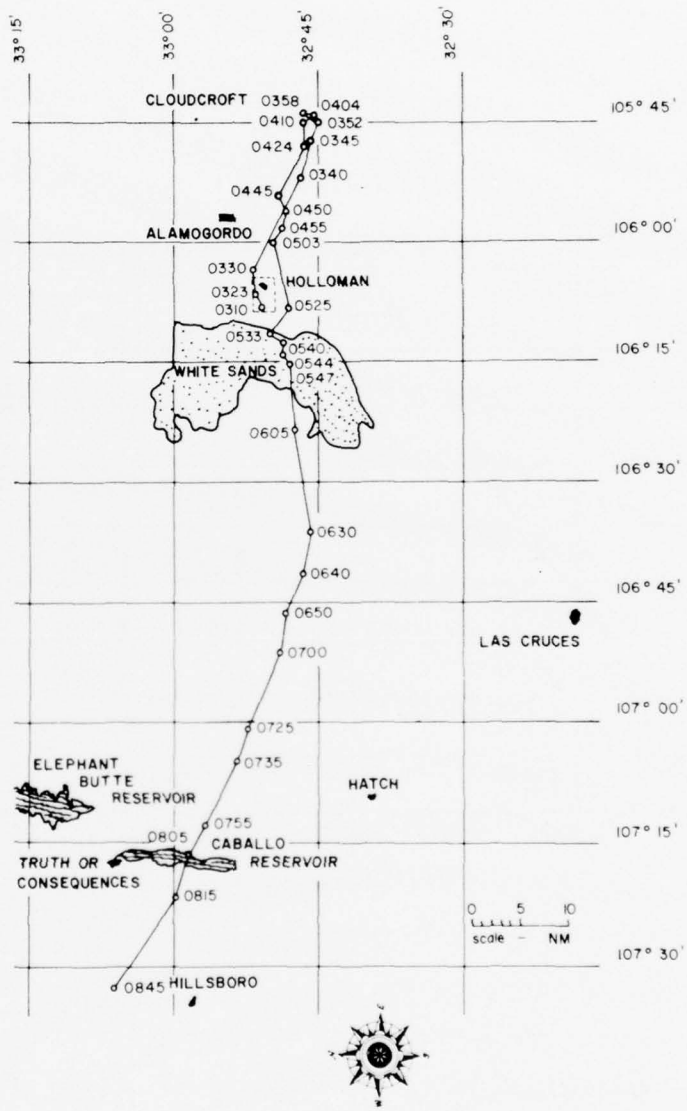 33° 15'
33° 00'
32° 45'
32° 30'
CLOUDCROFT
0358
0404
105° 45'
0410
0352
0424
0345
0340
0445
0450
ALAMOGORDO
0455
106° 00'
0503
0330
HOLLOMAN
0323
0310
0525
0533
0540
106° 15'
WHITE SANDS
0544
0547
0605
106° 30'
0630
0640
106° 45'
0650
LAS CRUCES
0700
107° 00'
0725
ELEPHANT
BUTTE
RESERVOIR
0735
HATCH
0755
0805
CABALLO
RESERVOIR
107° 15'
TRUTH OR
CONSEQUENCES
0815
0 5 10
scale - NM
107° 30'
0845
HILLSBORO